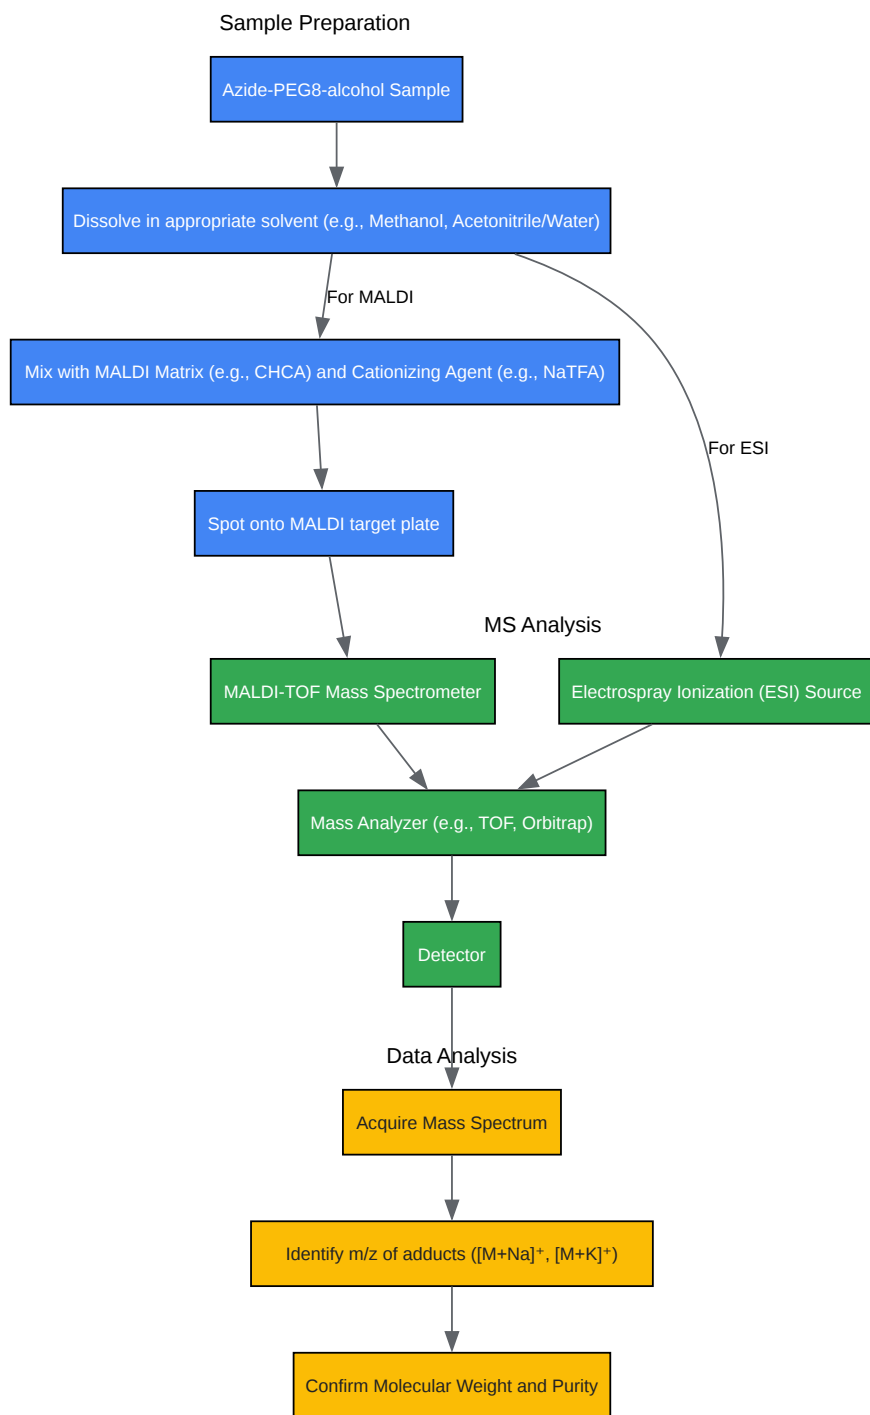 Sample Preparation
Azide-PEG8-alcohol Sample
Dissolve in appropriate solvent (e.g., Methanol, Acetonitrile/Water)
For MALDI
Mix with MALDI Matrix (e.g., CHCA) and Cationizing Agent (e.g., NaTFA)
For ESI
Spot onto MALDI target plate
MS Analysis
MALDI-TOF Mass Spectrometer
Electrospray Ionization (ESI) Source
Mass Analyzer (e.g., TOF, Orbitrap)
Detector
Data Analysis
Acquire Mass Spectrum
Identify m/z of adducts ([M+Na]⁺, [M+K]⁺)
Confirm Molecular Weight and Purity